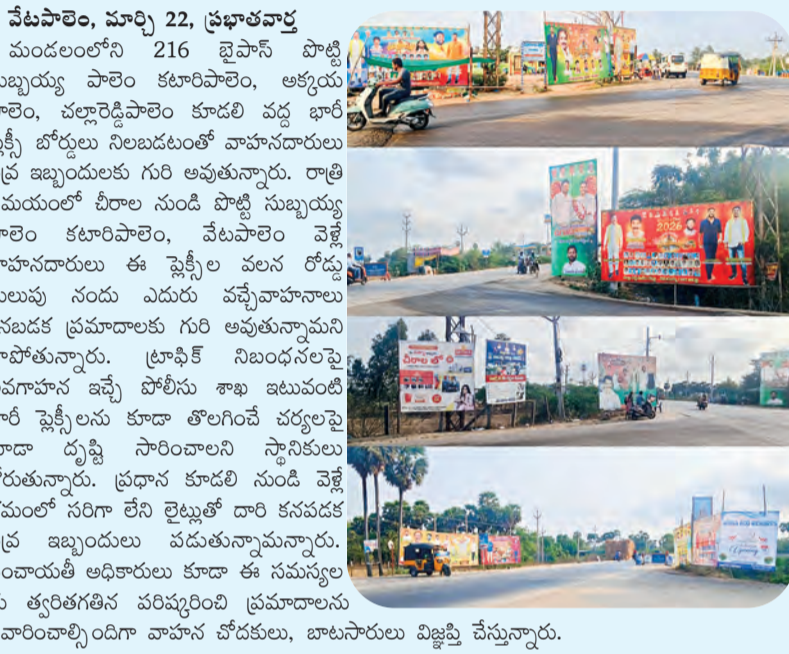 వేటపాలెం, మార్చి 22, ప్రభాతవార్త
మండలంలోని 216 బైపాస్ పొట్టి
సుబ్బయ్య పాలెం కటారిపాలెం, అక్కయ
పాలెం, చల్లారెడ్డిపాలెం కూడలి వద్ద భారీ
ఫ్లెక్సీ బోర్డులు నిలబడటంతో వాహనదారులు
తీవ్ర ఇబ్బందులకు గురి అవుతున్నారు. రాత్రి
సమయంలో చీరాల నుండి పొట్టి సుబ్బయ్య
పాలెం కటారిపాలెం, వేటపాలెం వెళ్లే
వాహనదారులు ఈ ఫ్లెక్సీల వలన రోడ్డు
మలుపు నందు ఎదురు వచ్చేవాహనాలు
కనబడక ప్రమాదాలకు గురి అవుతున్నామని
వాపోతున్నారు. ట్రాఫిక్ నిబంధనలపై
అవగాహన ఇచ్చే పోలీసు శాఖ ఇటువంటి
భారీ ఫ్లెక్సీలను కూడా తొలగించే చర్యలపై
కూడా దృష్టి సారించాలని స్థానికులు
కోరుతున్నారు. ప్రధాన కూడలి నుండి వెళ్లే
క్రమంలో సరిగా లేని లైట్లుతో దారి కనపడక
తీవ్ర ఇబ్బందులు పడుతున్నామన్నారు.
పంచాయతీ అధికారులు కూడా ఈ సమస్యల
ను త్వరితగతిన పరిష్కరించి ప్రమాదాలను
నివారించాల్సిందిగా వాహన చోదకులు, బాటసారులు విజ్ఞప్తి చేస్తున్నారు.
2026
చీరాల లో